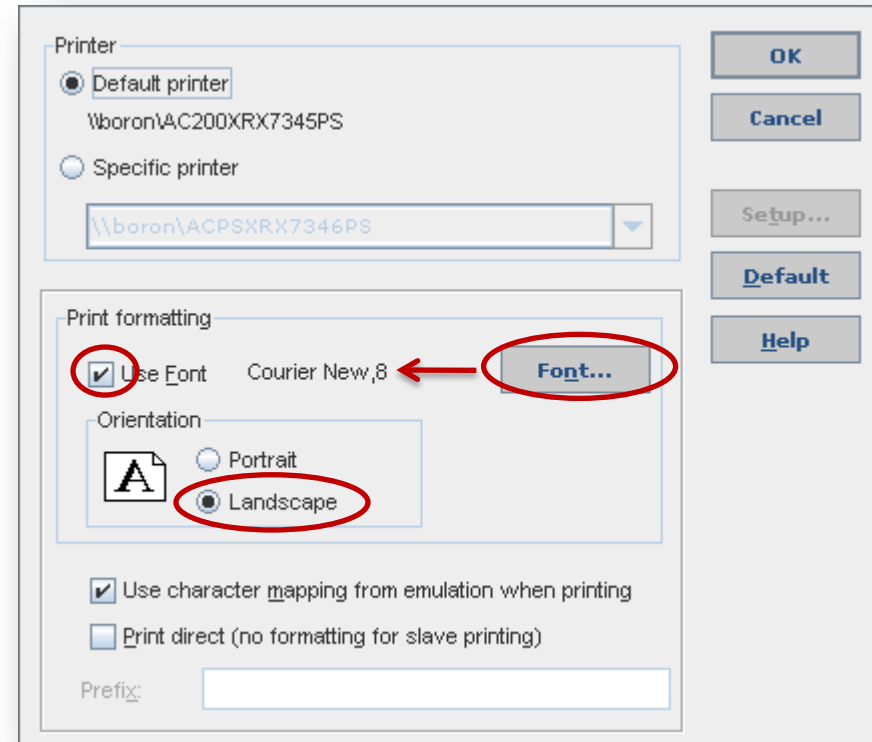 Printer
Default printer
\\boron\AC200XRX7345PS
Specific printer
\\boron\ACPSXRX7346PS
OK
Cancel
Setup...
Default
Help
Print formatting
Use Font Courier New,8 Font...
Orientation
A Portrait
Landscape
Use character mapping from emulation when printing
Print direct (no formatting for slave printing)
Prefix: